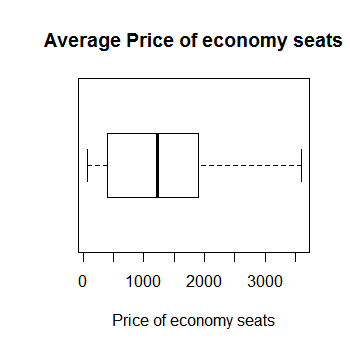 Average Price of economy seats
0 1000 2000 3000
Price of economy seats